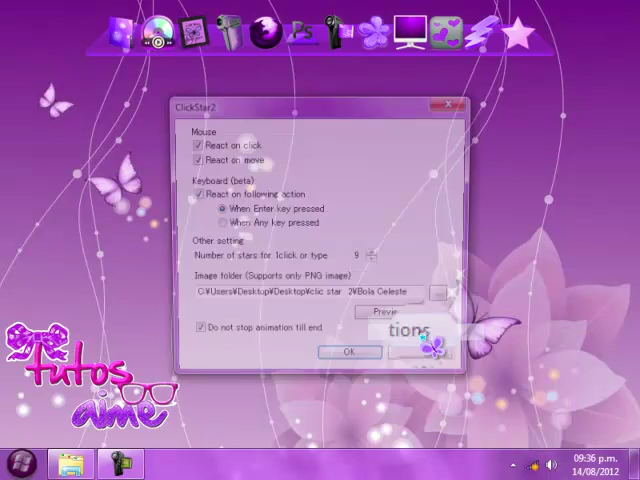 Ps
ClickStar2
Mouse
React on click
React on move
Keyboard (beta)
React on following action
When Enter key pressed
When Any key pressed
Other setting
Number of stars for 1click or type 9
Image folder (Supports only PNG image)
C:¥Users¥Desktop¥Desktop¥clic star 2¥Bola Celeste
...
Previe
tions
Do not stop animation till end
OK
tutos
aime
09:36 p.m.
14/08/2012